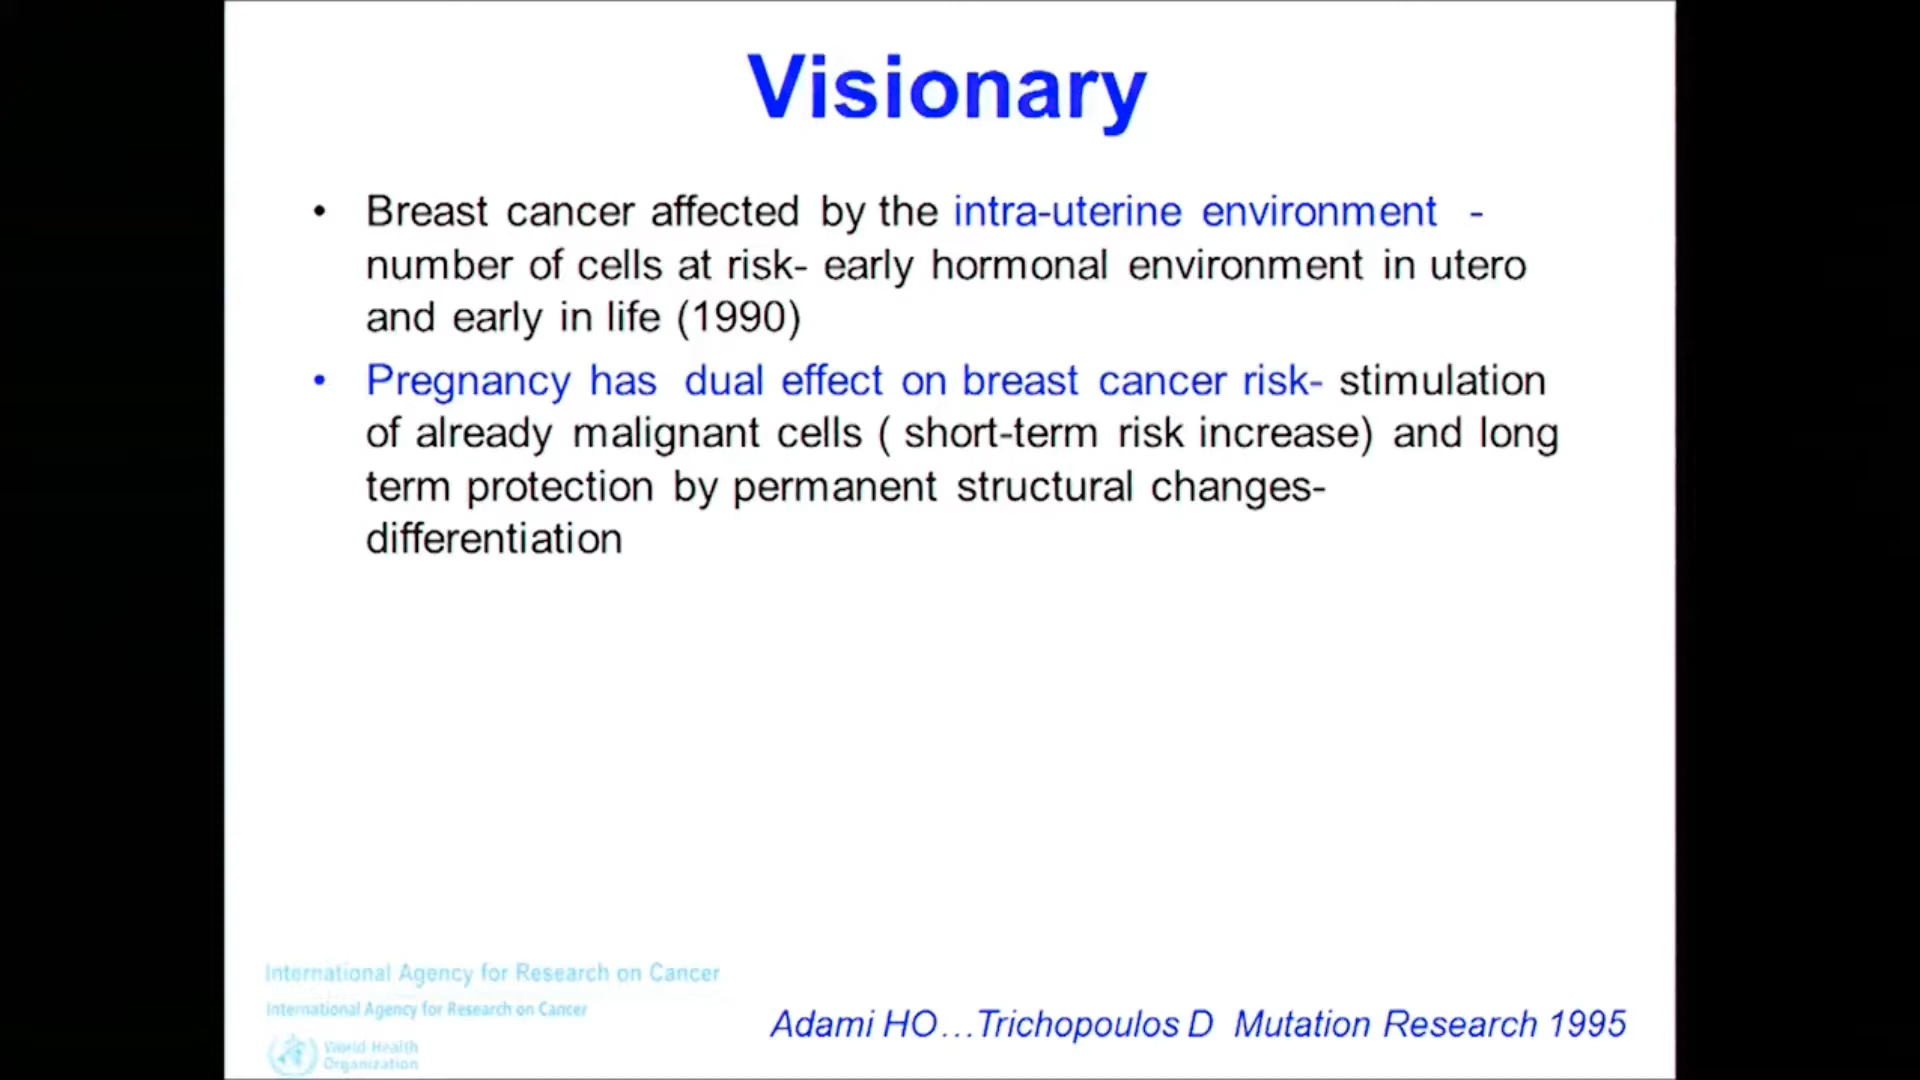 Visionary
• Breast cancer affected by the intra-uterine environment -
number of cells at risk- early hormonal environment in utero
and early in life (1990)
• Pregnancy has dual effect on breast cancer risk- stimulation
of already malignant cells ( short-term risk increase) and long
term protection by permanent structural changes-
differentiation
International Agency for Research on Cancer
International Agency for Research on Cancer
World Health
Organization
Adami HO...Trichopoulos D Mutation Research 1995